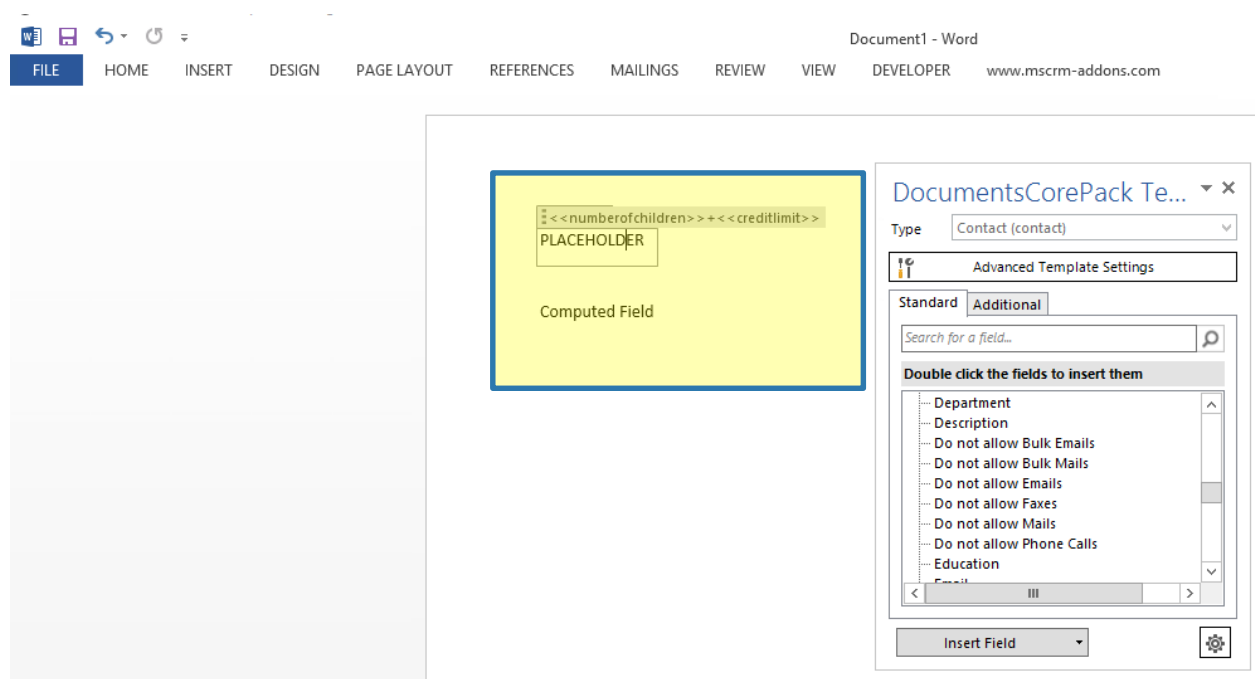 Document1 - Word
FILE HOME INSERT DESIGN PAGE LAYOUT REFERENCES MAILINGS REVIEW VIEW DEVELOPER www.mscrm-addons.com
<<numberofchildren>>+<<creditlimit>>
PLACEHOLDER
Computed Field
DocumentsCorePack Te...
Type Contact (contact)
Advanced Template Settings
Standard Additional
Search for a field...
Double click the fields to insert them
Department
Description
Do not allow Bulk Emails
Do not allow Bulk Mails
Do not allow Emails
Do not allow Faxes
Do not allow Mails
Do not allow Phone Calls
Education
Email
Insert Field